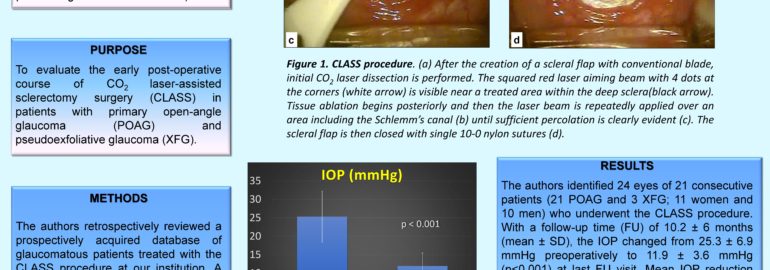 c
d
Figure 1. CLASS procedure. (a) After the creation of a scleral flap with conventional blade,
initial CO2 laser dissection is performed. The squared red laser aiming beam with 4 dots at
the corners (white arrow) is visible near a treated area within the deep sclera(black arrow).
Tissue ablation begins posteriorly and then the laser beam is repeatedly applied over an
area including the Schlemm's canal (b) until sufficient percolation is clearly evident (c). The
scleral flap is then closed with single 10-0 nylon sutures (d).
PURPOSE
To evaluate the early post-operative
course of CO2 laser-assisted
sclerectomy surgery (CLASS) in
patients with primary open-angle
glaucoma (POAG) and
pseudoexfoliative glaucoma (XFG).
METHODS
The authors retrospectively reviewed a
prospectively acquired database of
glaucomatous patients treated with the
CLASS procedure at our institution. A
IOP (mmHg)
35
30
25
20
15
10
p < 0.001
RESULTS
The authors identified 24 eyes of 21 consecutive
patients (21 POAG and 3 XFG; 11 women and
10 men) who underwent the CLASS procedure.
With a follow-up time (FU) of 10.2 ± 6 months
(mean ± SD), the IOP changed from 25.3 ± 6.9
mmHg preoperatively to 11.9 ± 3.6 mmHg
(p<0.001) at last FU visit. Mean IOP reduction